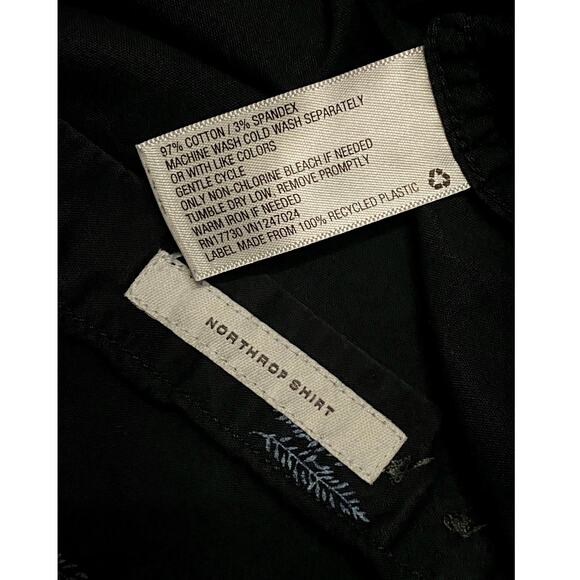 97% COTTON / 3% SPANDEX
MACHINE WASH COLD WASH SEPARATELY
OR WITH LIKE COLORS
GENTLE CYCLE
ONLY NON-CHLORINE BLEACH IF NEEDED
TUMBLE DRY LOW. REMOVE PROMPTLY
WARM IRON IF NEEDED
RN17730 VN1247024
LABEL MADE FROM 100% RECYCLED PLASTIC
NORTHROP SHIRT